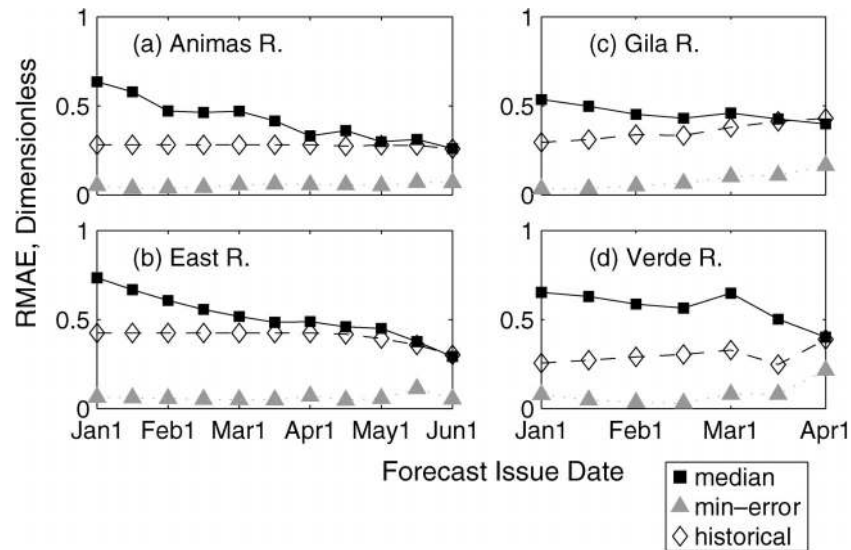 RMAE, Dimensionless
1
0.5
0
(a) Animas R.
(c) Gila R.
1
0.5
0
1
0.5
0
(b) East R.
(d) Verde R.
1
0.5
0
Jan1 Feb1 Mar1 Apr1 May1 Jun1
Jan1 Feb1 Mar1 Apr1
Forecast Issue Date
median
min–error
historical